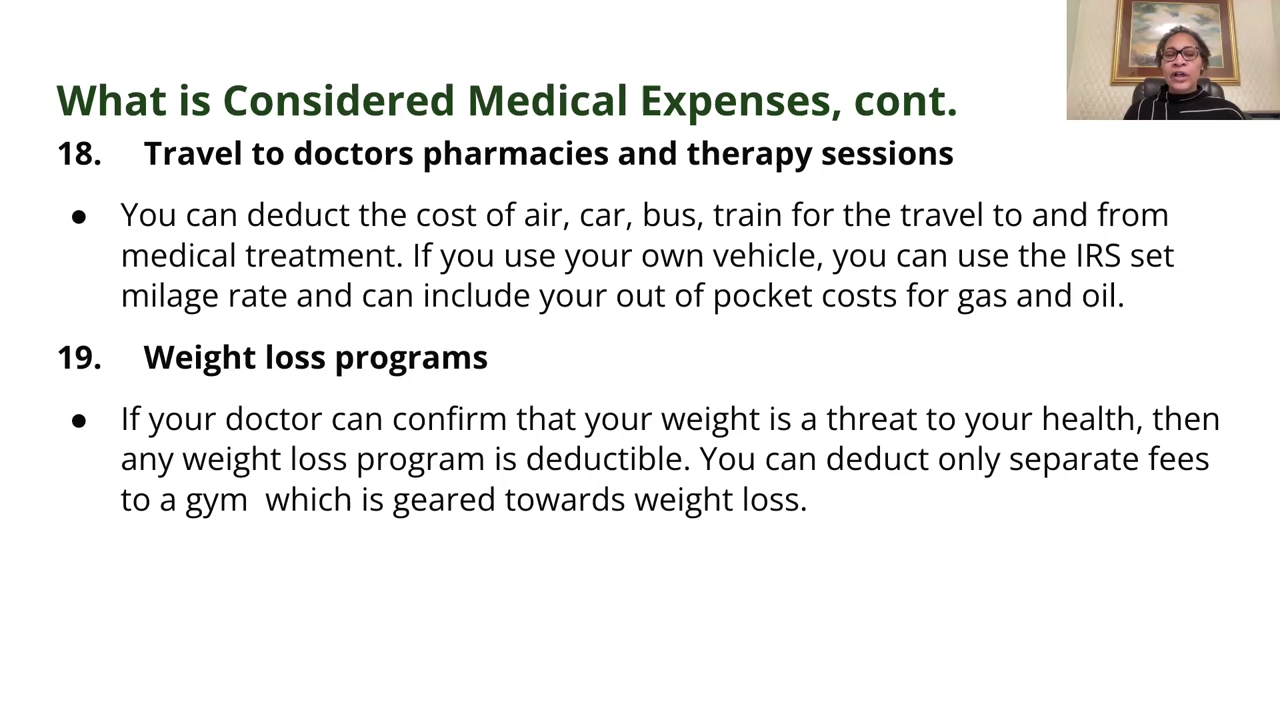 What is Considered Medical Expenses, cont.
18. Travel to doctors pharmacies and therapy sessions
● You can deduct the cost of air, car, bus, train for the travel to and from
medical treatment. If you use your own vehicle, you can use the IRS set
milage rate and can include your out of pocket costs for gas and oil.
19. Weight loss programs
● If your doctor can confirm that your weight is a threat to your health, then
any weight loss program is deductible. You can deduct only separate fees
to a gym  which is geared towards weight loss.